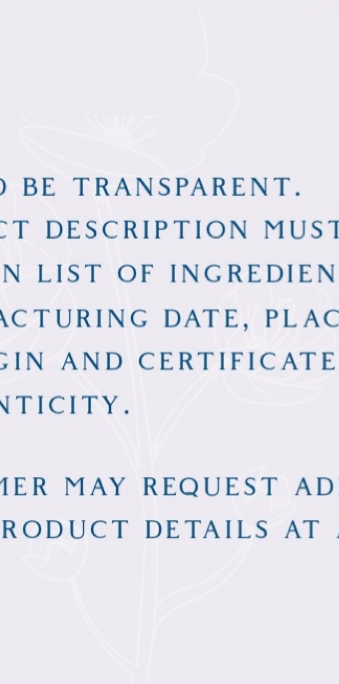 O BE TRANSPARENT.
CT DESCRIPTION MUST
N LIST OF INGREDIEN
ACTURING DATE, PLAC
GIN AND CERTIFICATE
NTICITY.
MER MAY REQUEST AD
RODUCT DETAILS AT A